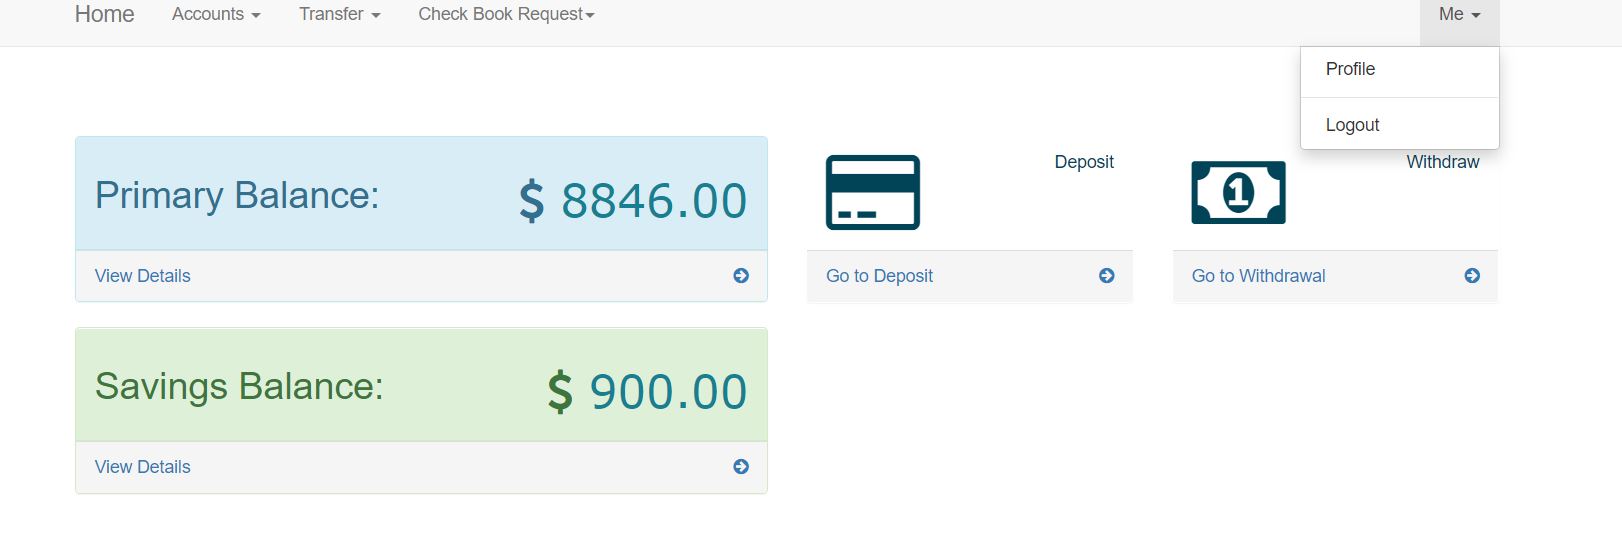 Home Accounts Transfer Check Book Request Me
Profile
Logout
Primary Balance: $ 8846.00
View Details
Deposit
Go to Deposit
1
Withdraw
Go to Withdrawal
Savings Balance: $ 900.00
View Details